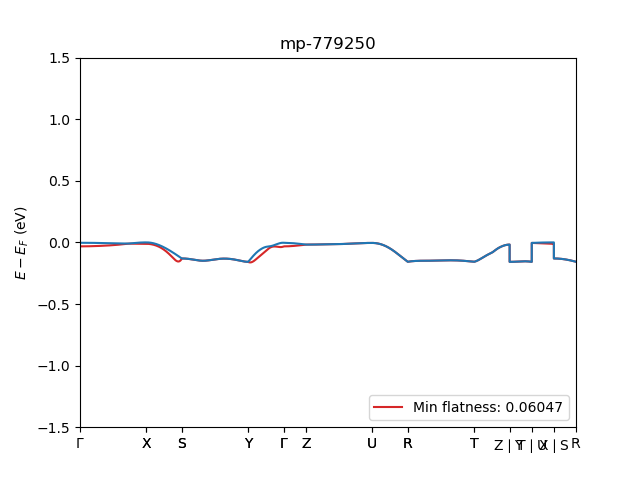 mp-779250
1.5
1.0
0.5
0.0
−0.5
−1.0
−1.5
E − E_F (eV)
Min flatness: 0.06047
Γ X S Y Γ Z U R T Z | Y T | U X | S R